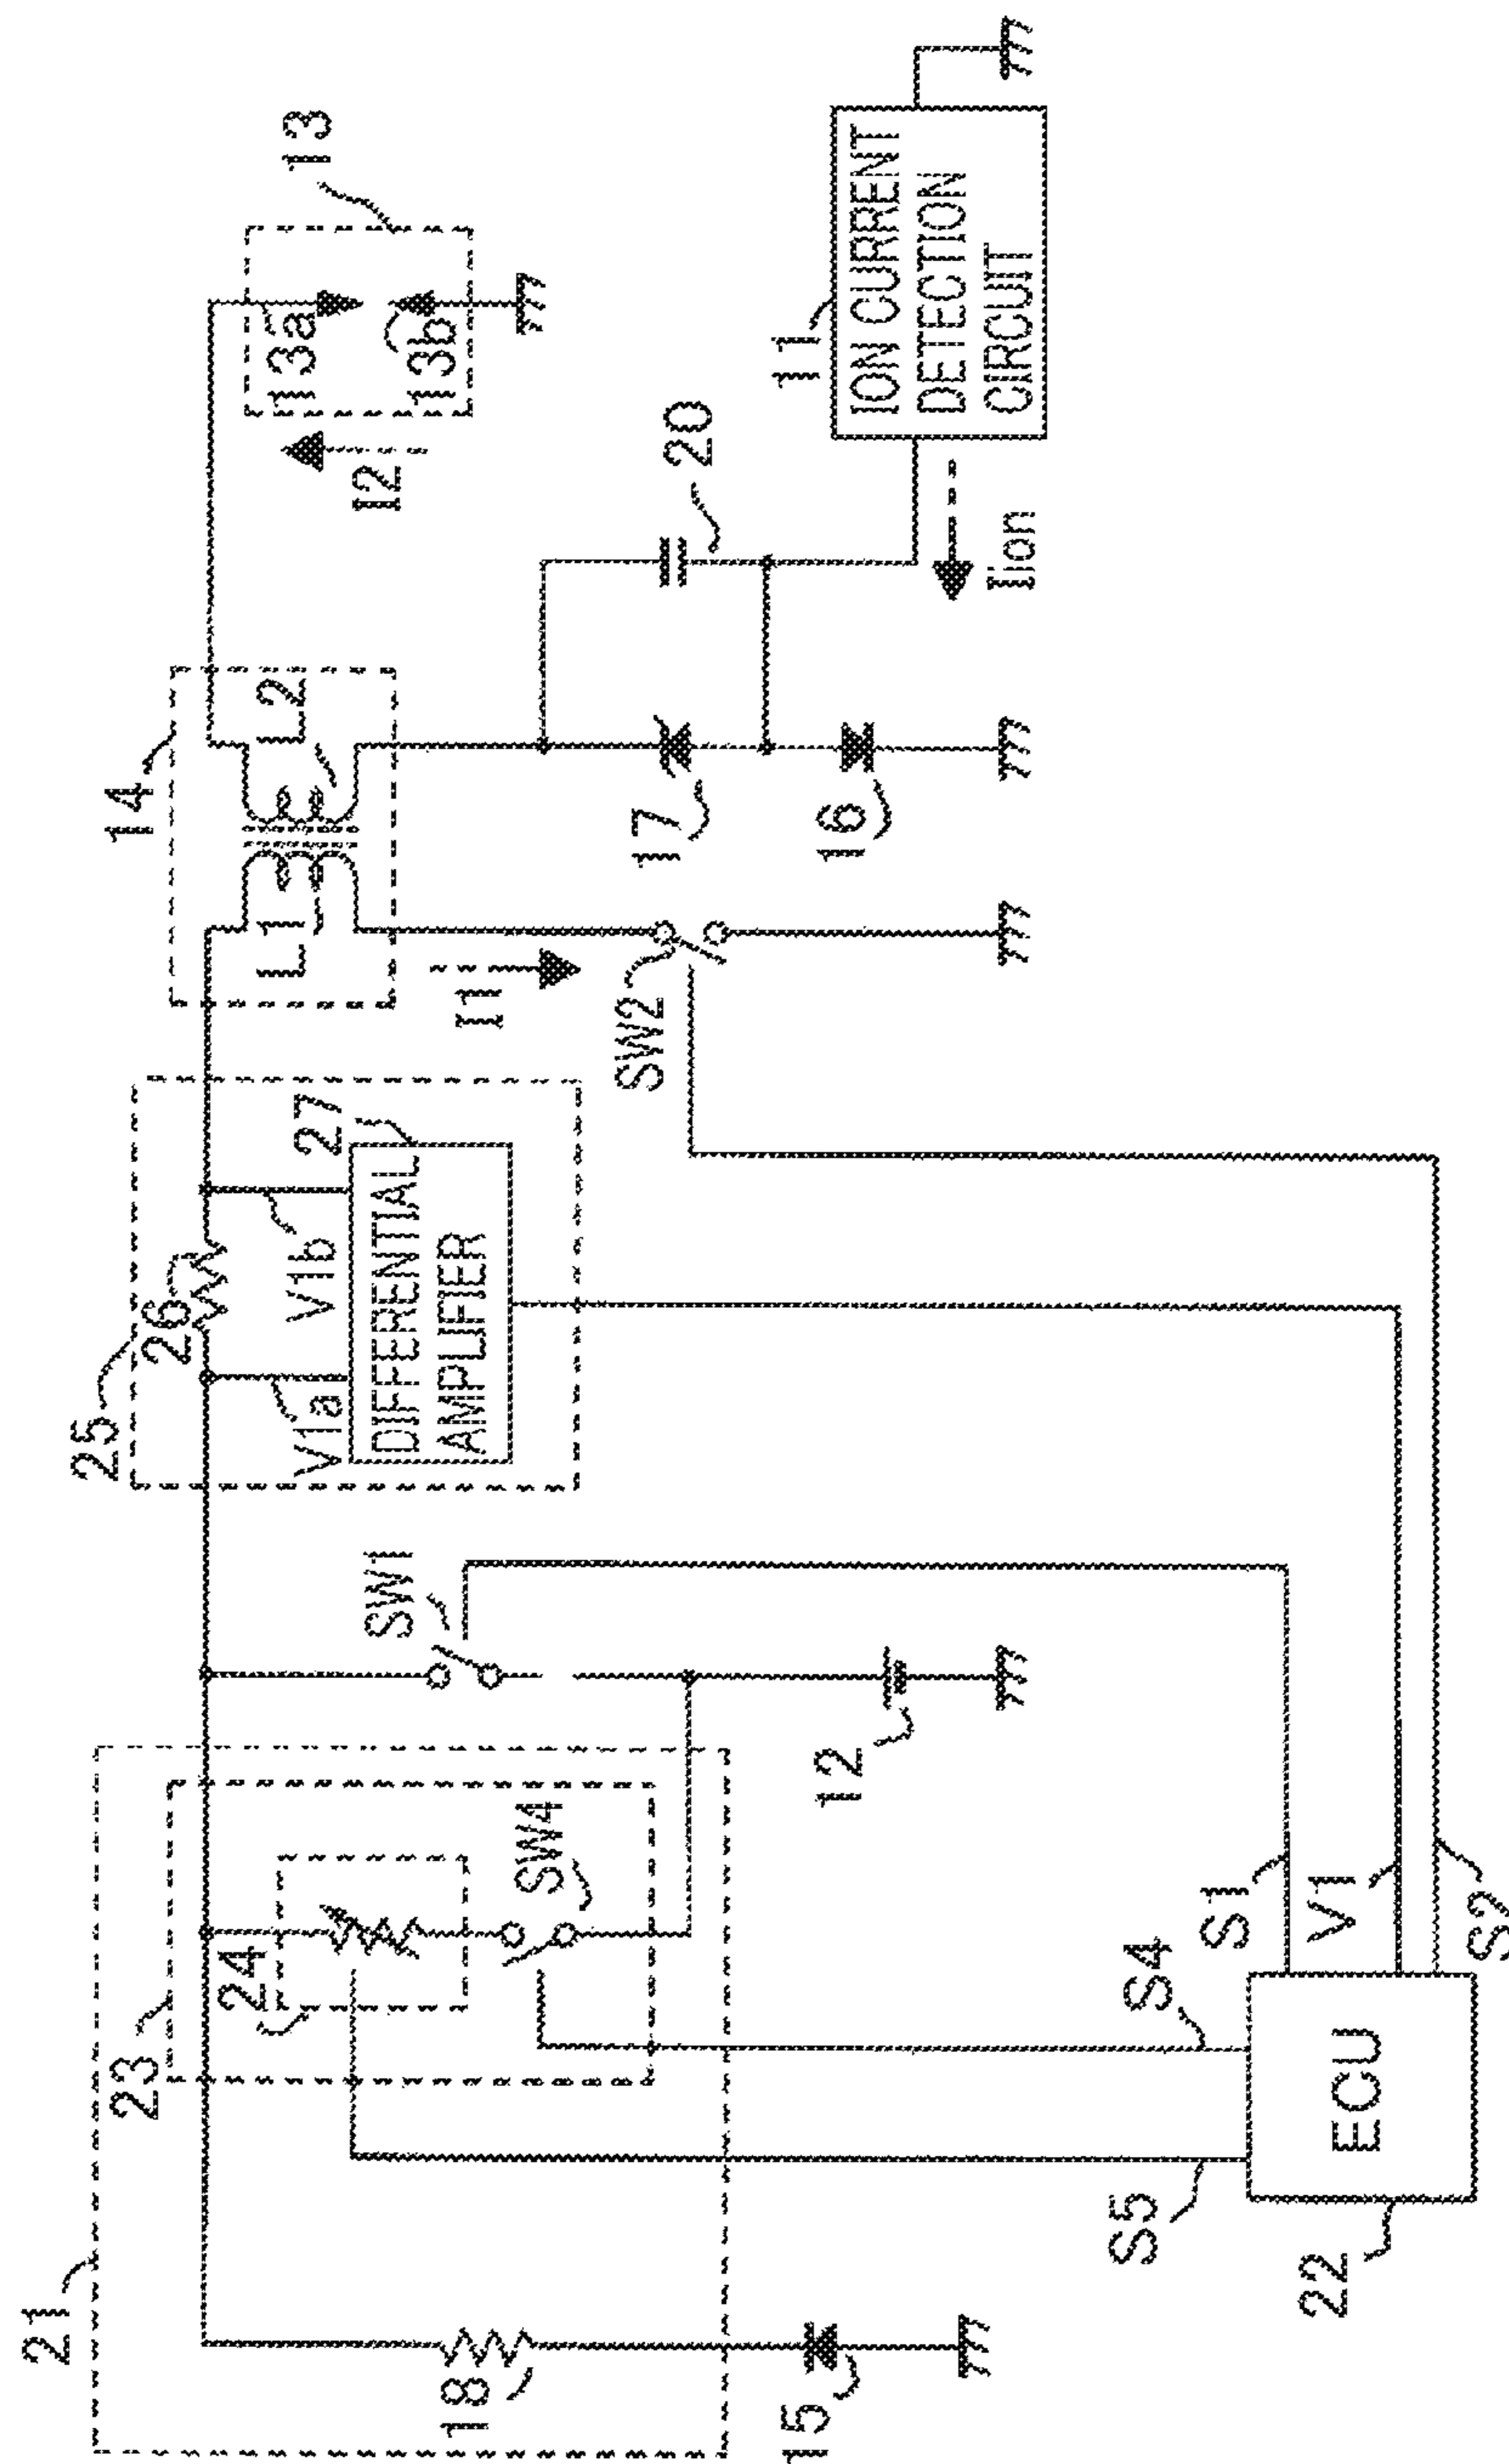 21
23
24
SW4
18
15
S5
S4
22
ECU
S1
V1
S2
SW1
12
25
26
V1a
V1b
27
DIFFERENTIAL
AMPLIFIER
14
L1
L2
I1
SW2
17
16
20
13
13a
13b
I2
11
ION CURRENT
DETECTION
CIRCUIT
Iion